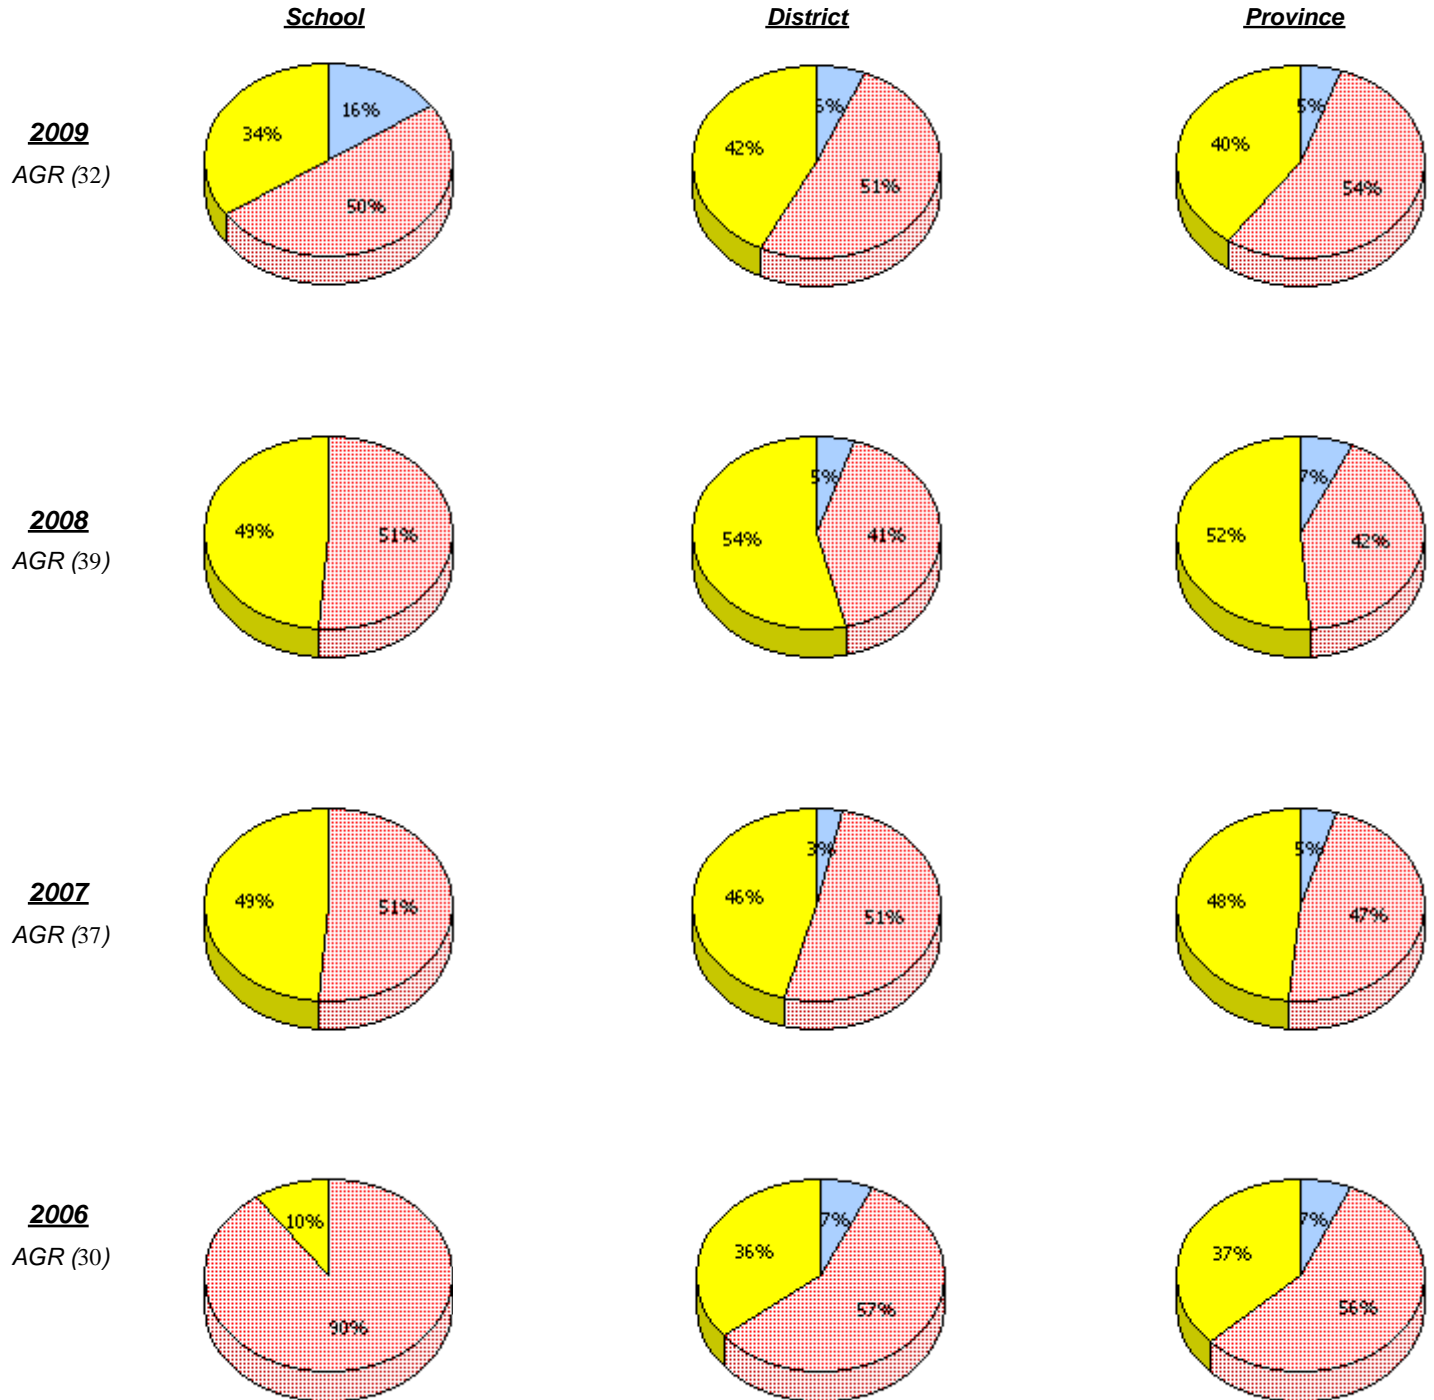 School District Province
2009
AGR (32)
34% 16% 50%
42% 6% 51%
40% 5% 54%
2008
AGR (39)
49% 51%
54% 5% 41%
52% 7% 42%
2007
AGR (37)
49% 51%
46% 3% 51%
48% 5% 47%
2006
AGR (30)
10% 90%
36% 7% 57%
37% 7% 56%